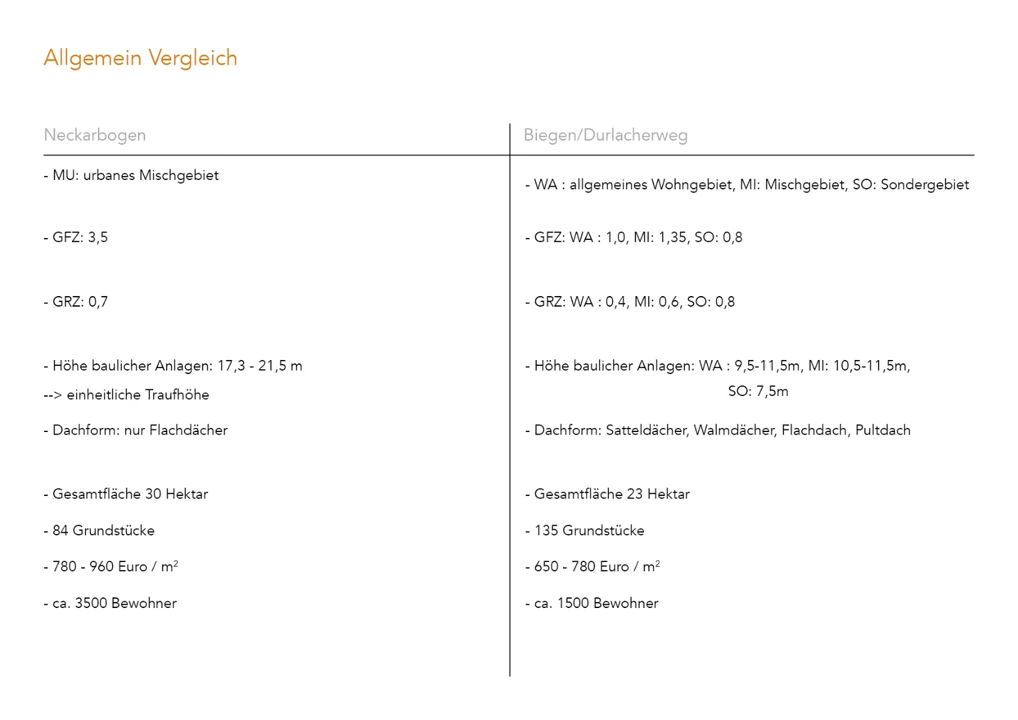 Allgemein Vergleich
Neckarbogen
- MU: urbanes Mischgebiet
- GFZ: 3,5
- GRZ: 0,7
- Höhe baulicher Anlagen: 17,3 - 21,5 m
--> einheitliche Traufhöhe
- Dachform: nur Flachdächer
- Gesamtfläche 30 Hektar
- 84 Grundstücke
- 780 - 960 Euro / m²
- ca. 3500 Bewohner
Biegen/Durlacherweg
- WA : allgemeines Wohngebiet, MI: Mischgebiet, SO: Sondergebiet
- GFZ: WA : 1,0, MI: 1,35, SO: 0,8
- GRZ: WA : 0,4, MI: 0,6, SO: 0,8
- Höhe baulicher Anlagen: WA : 9,5-11,5m, MI: 10,5-11,5m,
SO: 7,5m
- Dachform: Satteldächer, Walmdächer, Flachdach, Pultdach
- Gesamtfläche 23 Hektar
- 135 Grundstücke
- 650 - 780 Euro / m²
- ca. 1500 Bewohner